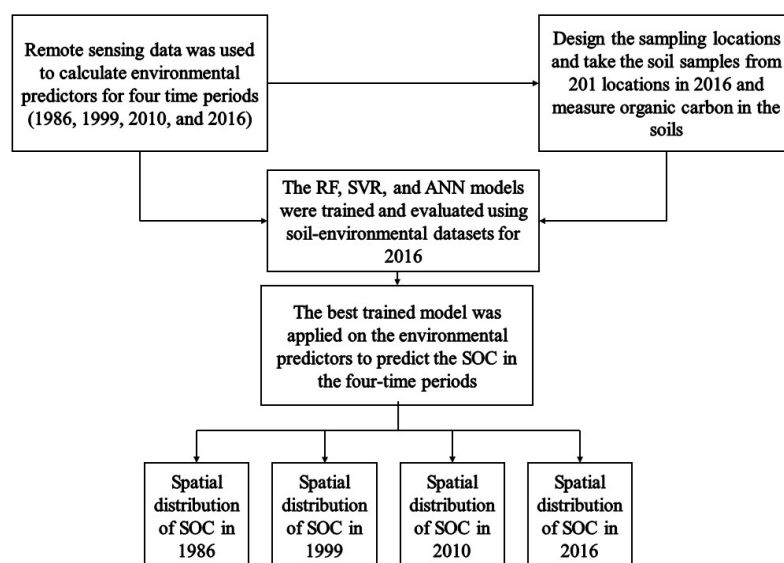 Remote sensing data was used
to calculate environmental
predictors for four time periods
(1986, 1999, 2010, and 2016)
Design the sampling locations
and take the soil samples from
201 locations in 2016 and
measure organic carbon in the
soils
The RF, SVR, and ANN models
were trained and evaluated using
soil-environmental datasets for
2016
The best trained model was
applied on the environmental
predictors to predict the SOC in
the four-time periods
Spatial
distribution
of SOC in
1986
Spatial
distribution
of SOC in
1999
Spatial
distribution
of SOC in
2010
Spatial
distribution
of SOC in
2016